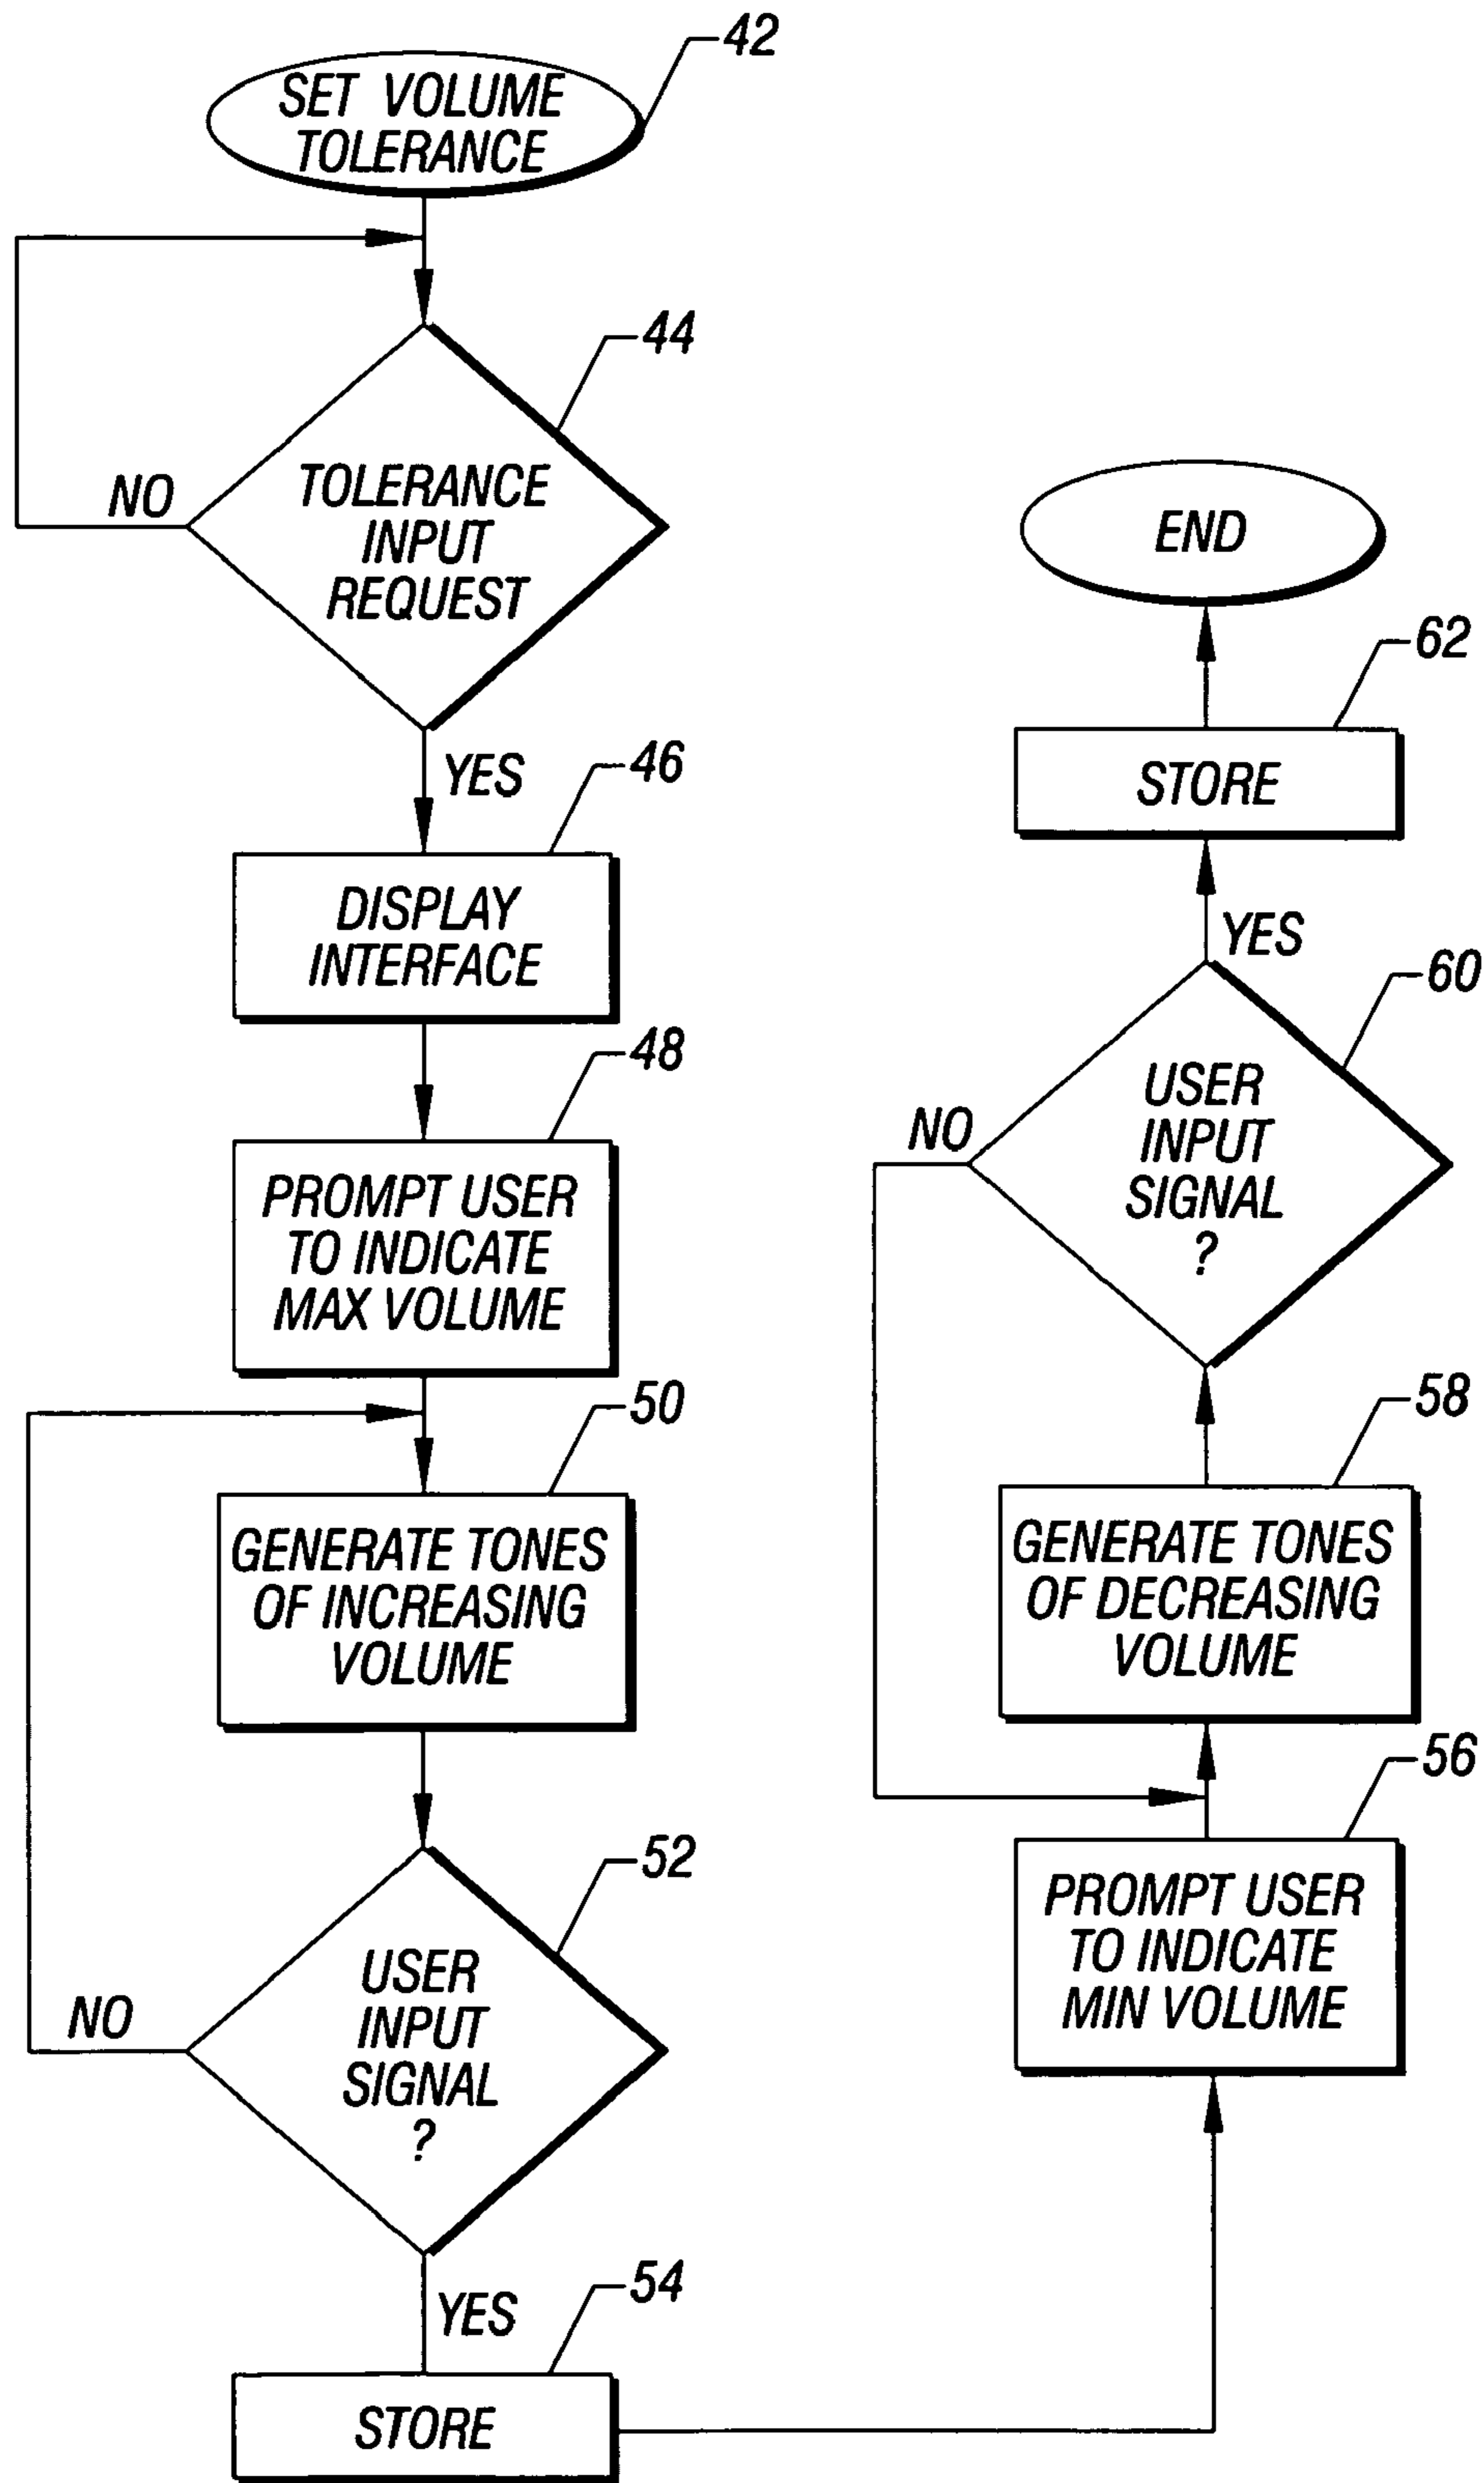 42
SET VOLUME
TOLERANCE
44
TOLERANCE
INPUT
REQUEST
NO
YES
46
DISPLAY
INTERFACE
48
PROMPT USER
TO INDICATE
MAX VOLUME
50
GENERATE TONES
OF INCREASING
VOLUME
52
USER
INPUT
SIGNAL
?
NO
YES
54
STORE
56
PROMPT USER
TO INDICATE
MIN VOLUME
58
GENERATE TONES
OF DECREASING
VOLUME
60
USER
INPUT
SIGNAL
?
NO
YES
62
STORE
END